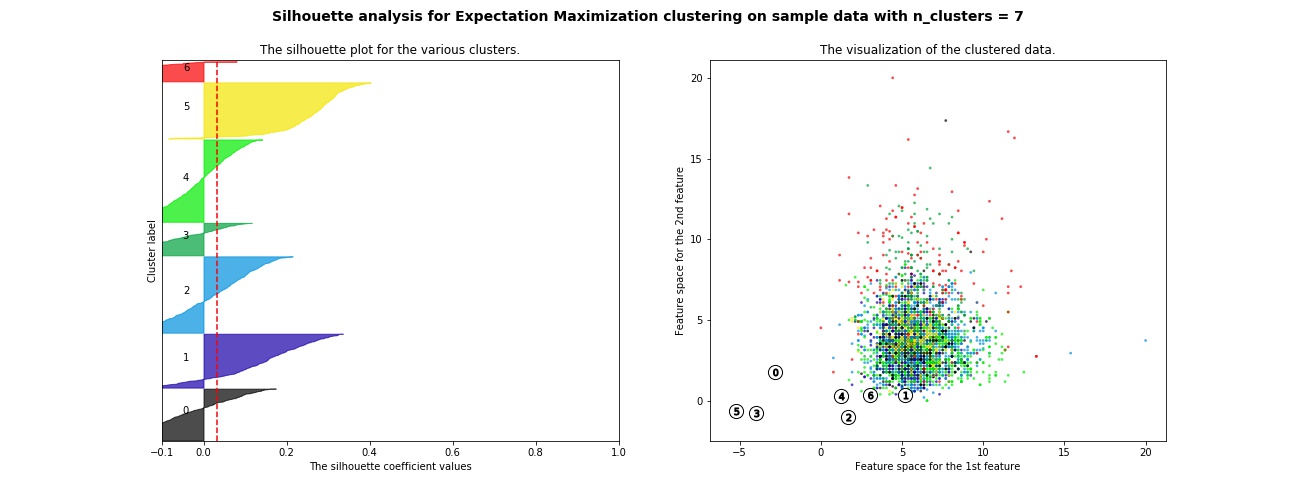 Silhouette analysis for Expectation Maximization clustering on sample data with n_clusters = 7
The silhouette plot for the various clusters.
Cluster label
6
5
4
3
2
1
0
−0.1 0.0 0.2 0.4 0.6 0.8 1.0
The silhouette coefficient values
The visualization of the clustered data.
Feature space for the 2nd feature
20
15
10
5
0
0
4 6 1
5 3 2
−5 0 5 10 15 20
Feature space for the 1st feature